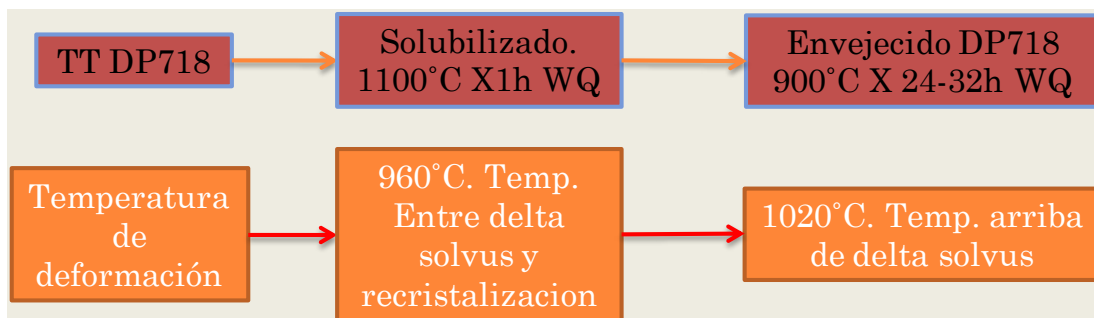 TT DP718
Solubilizado.
1100°C X1h WQ
Envejecido DP718
900°C X 24-32h WQ
Temperatura
de
deformación
960°C. Temp.
Entre delta
solvus y
recristalizacion
1020°C. Temp. arriba
de delta solvus